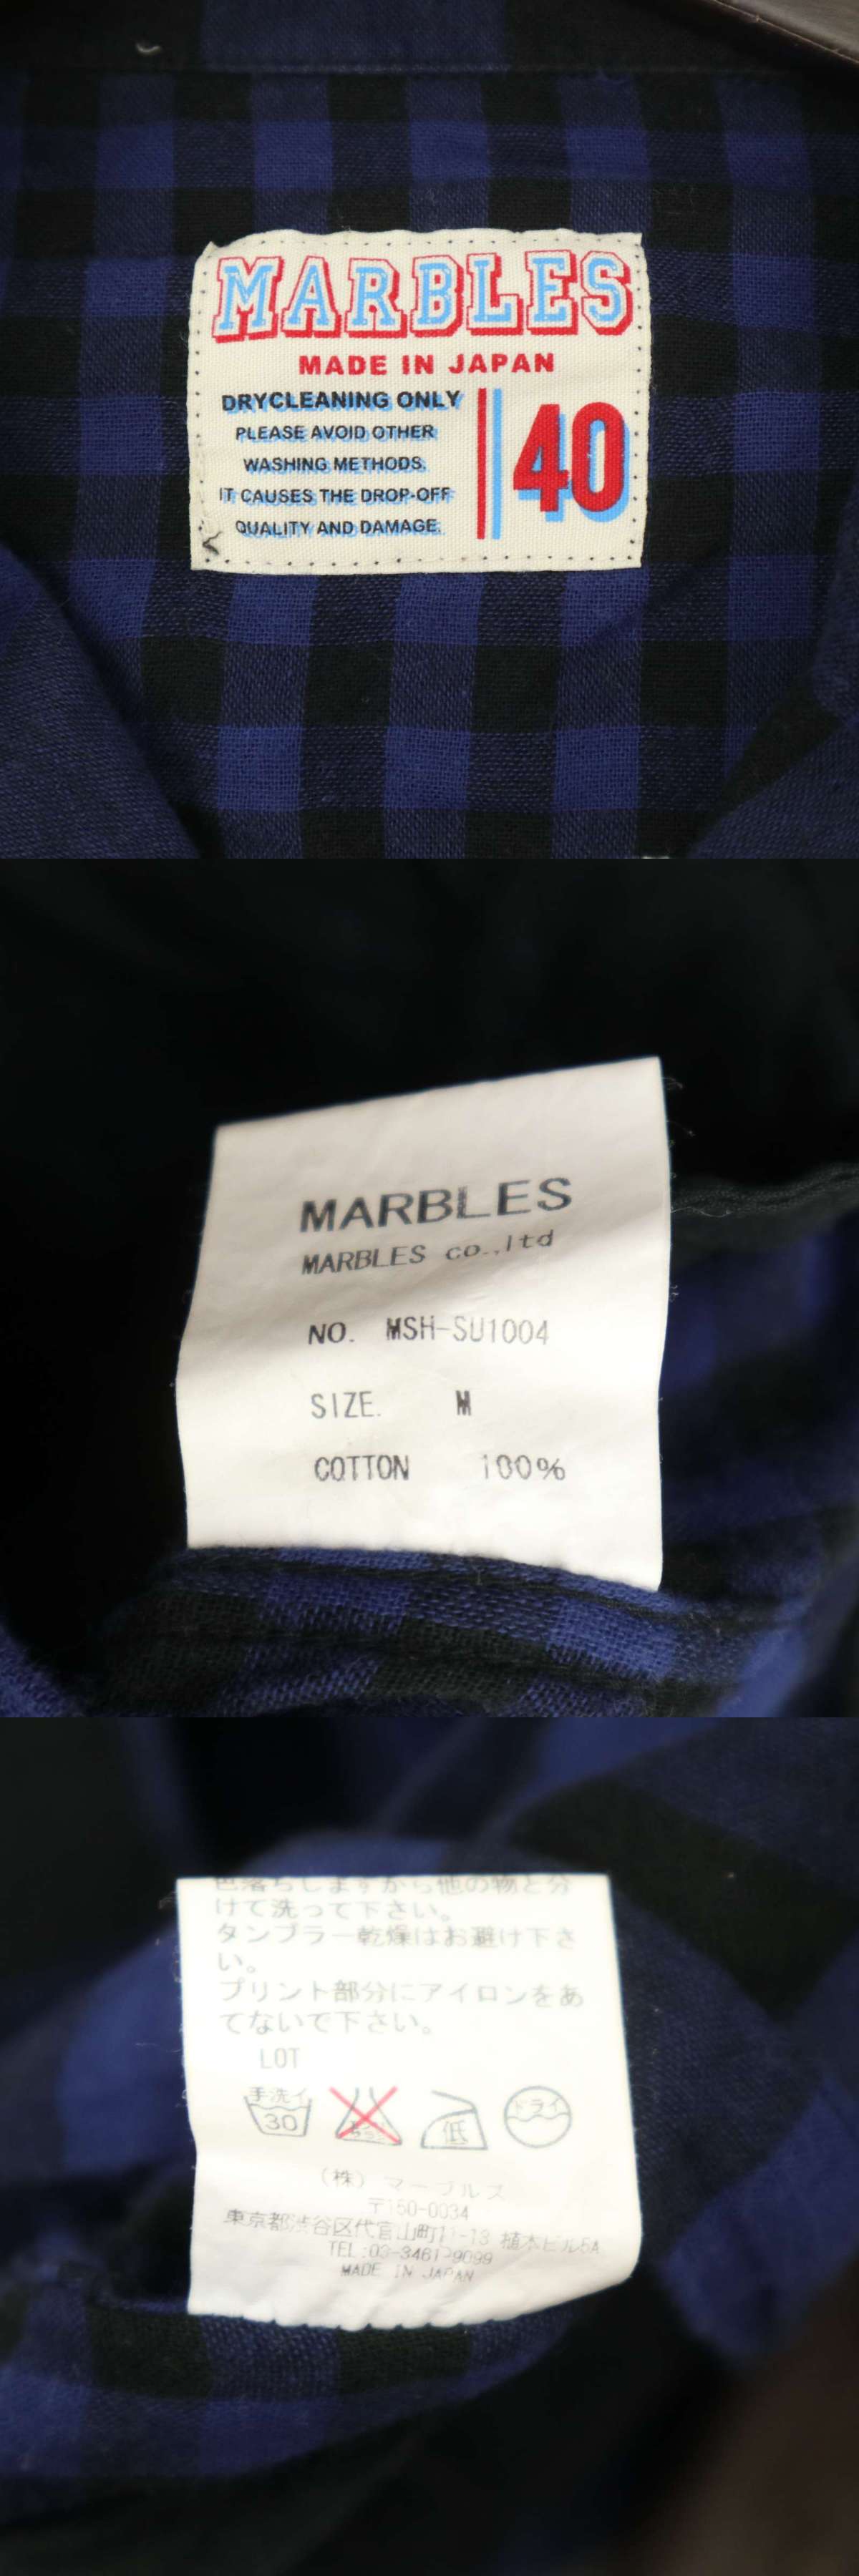 MARBLES
MADE IN JAPAN
DRYCLEANING ONLY
PLEASE AVOID OTHER
WASHING METHODS.
IT CAUSES THE DROP-OFF
QUALITY AND DAMAGE.
40
MARBLES
MARBLES co.,ltd
NO. MSH-SU1004
SIZE. M
COTTON 100%
色落ちしますから他の物と分
けて洗って下さい。
タンブラー乾燥はお避け下さ
い。
プリント部分にアイロンをあ
てないで下さい。
LOT
手洗イ
30
低
ドライ
(株) マーブルス
〒150-0034
東京都渋谷区代官山町11-13 植木ビル5A
TEL:03-3461-9099
MADE IN JAPAN